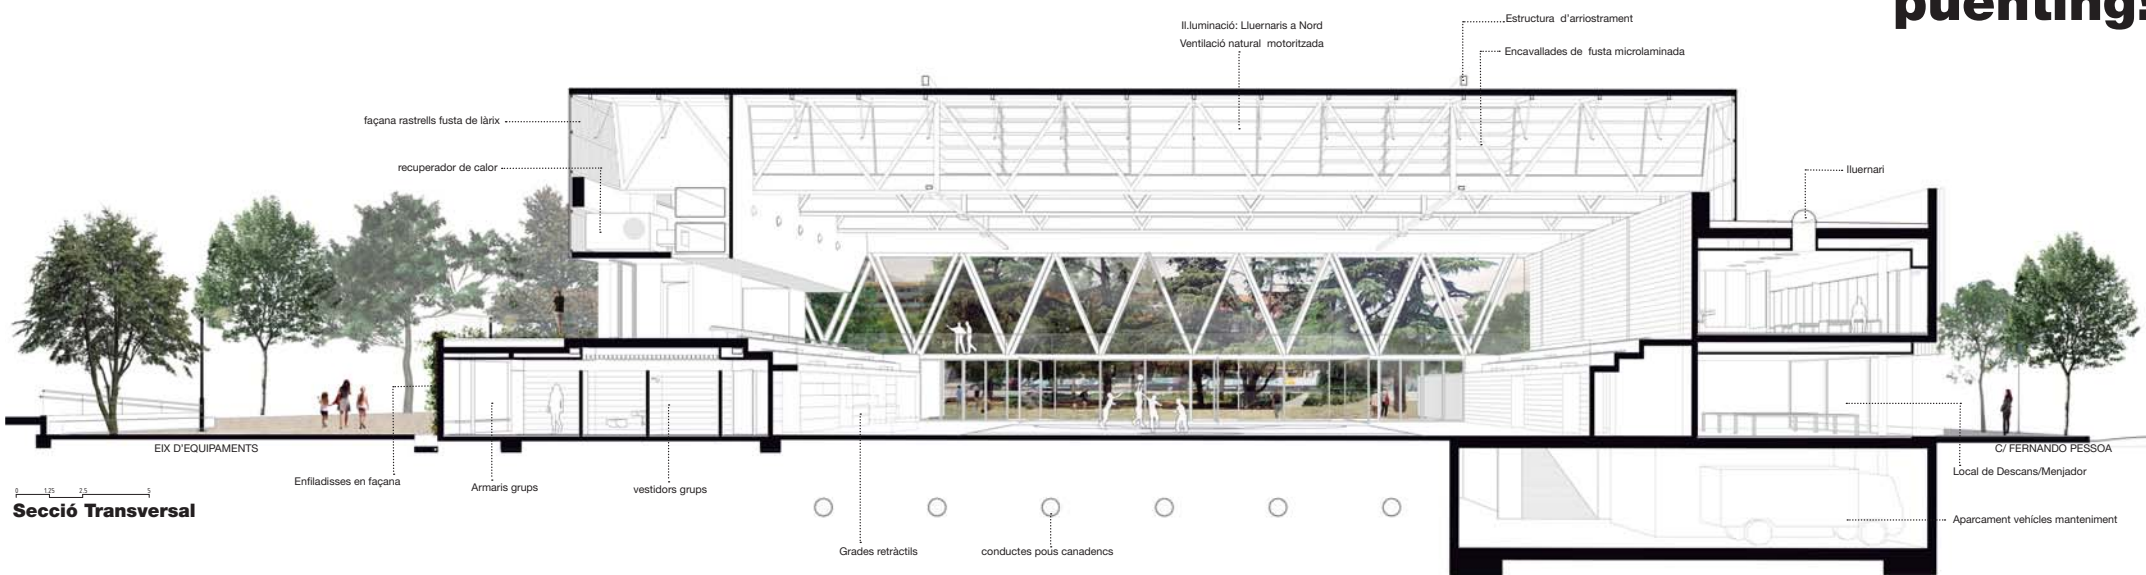 puenting
Il.luminació: Lluernaris a Nord
Ventilació natural motoritzada
Estructura d'arriostrament
Encavallades de fusta microlaminada
façana rastrells fusta de làrix
recuperador de calor
lluernari
EIX D'EQUIPAMENTS
C/ FERNANDO PESSOA
Enfiladisses en façana
Armaris grups
vestidors grups
Local de Descans/Menjador
0 1,25 2,5 5
Secció Transversal
Aparcament vehícles manteniment
Grades retràctils
conductes pous canadencs